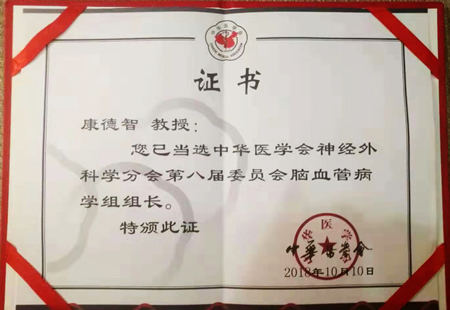 证书
康德智 教授：
您已当选中华医学会神经外
科学分会第八届委员会脑血管病
学组组长。
特颁此证
中华医学会
2018年10月10日